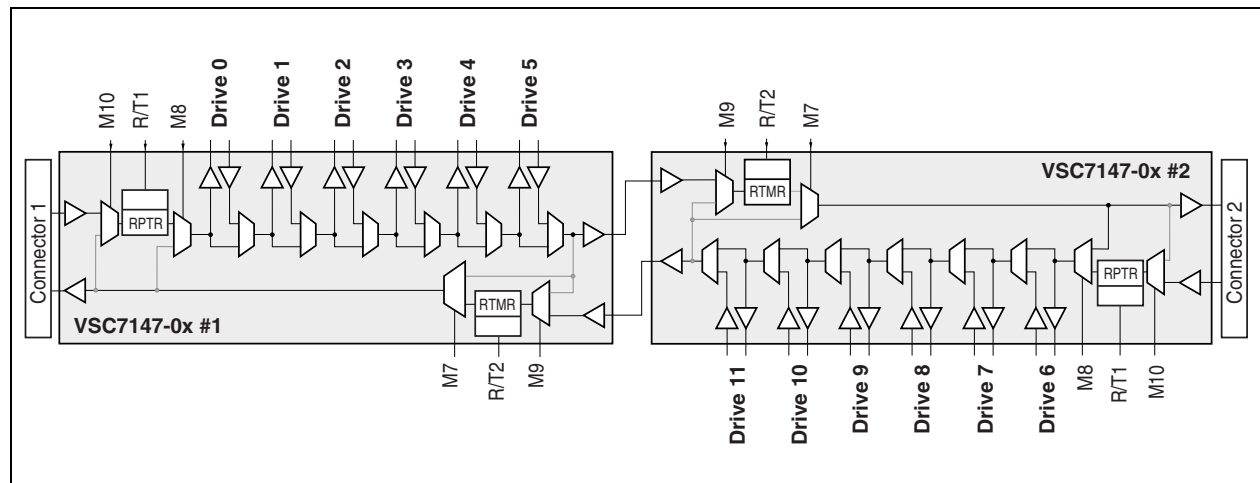 M10
R/T1
M8
Drive 0
Drive 1
Drive 2
Drive 3
Drive 4
Drive 5
M9
R/T2
M7
Connector 1
RPTR
RTMR
VSC7147-0x #1
M7
R/T2
M9
VSC7147-0x #2
RTMR
RPTR
Connector 2
Drive 11
Drive 10
Drive 9
Drive 8
Drive 7
Drive 6
M8
R/T1
M10